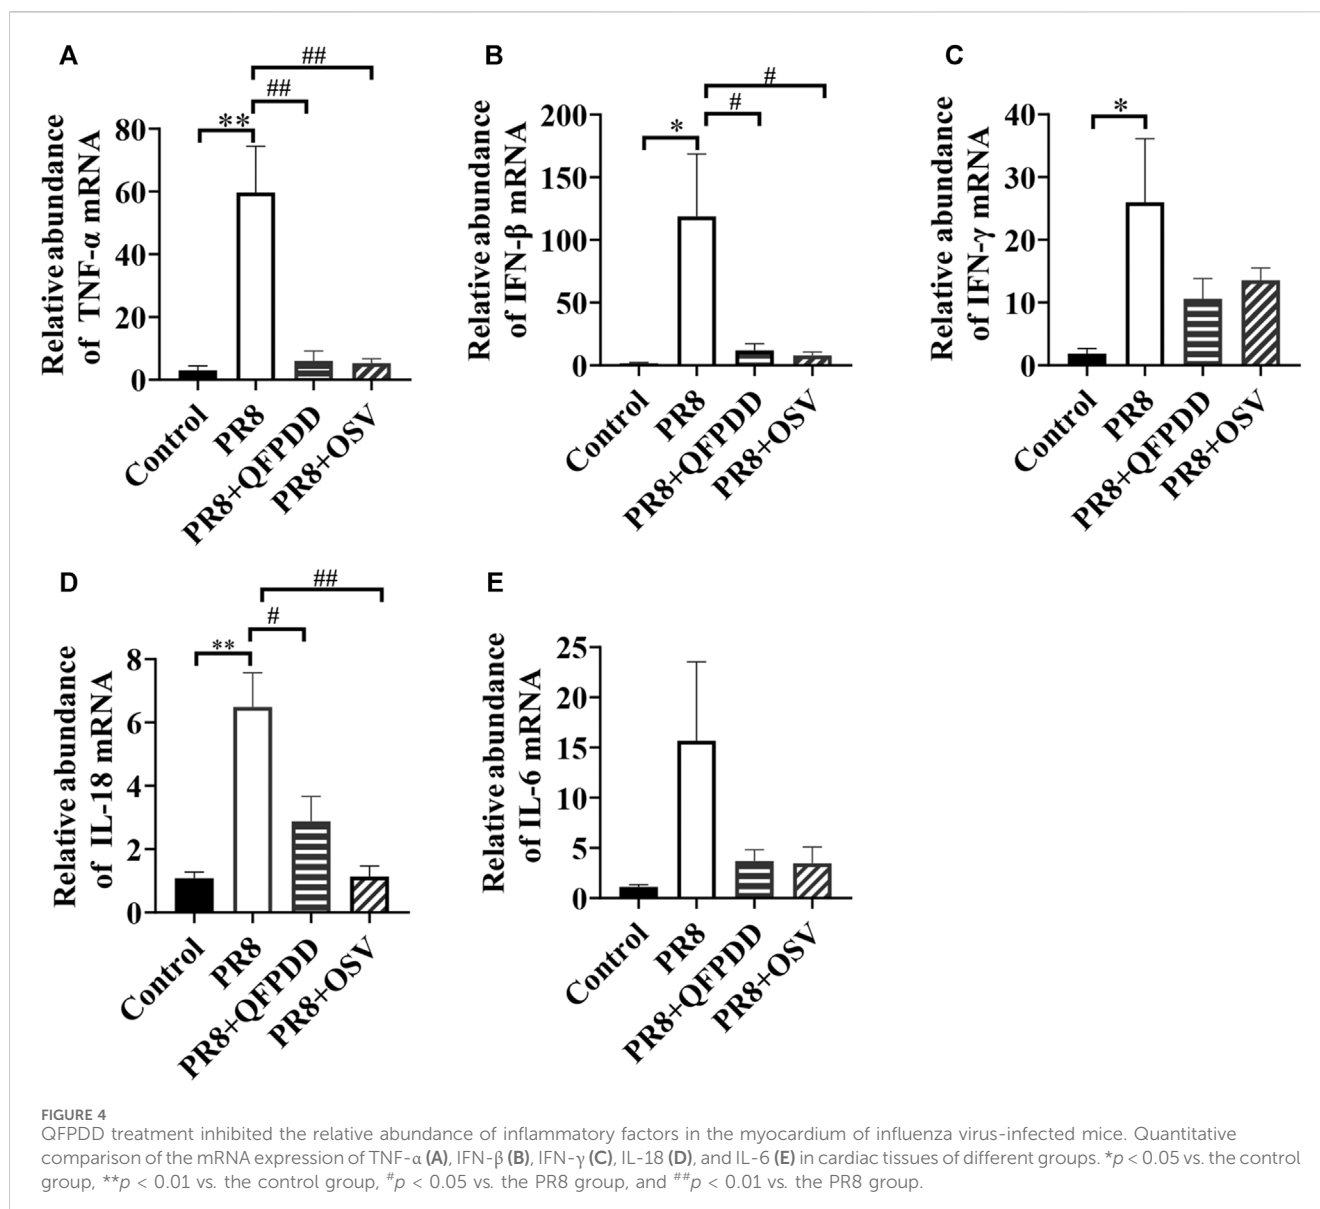 A
Relative abundance
of TNF-α mRNA
80
60
40
20
0
**
##
##
Control
PR8
PR8+QFPDD
PR8+OSV
B
Relative abundance
of IFN-β mRNA
200
150
100
50
0
*
#
#
Control
PR8
PR8+QFPDD
PR8+OSV
C
Relative abundance
of IFN-γ mRNA
40
30
20
10
0
*
Control
PR8
PR8+QFPDD
PR8+OSV
D
Relative abundance
of IL-18 mRNA
8
6
4
2
0
**
#
##
Control
PR8
PR8+QFPDD
PR8+OSV
E
Relative abundance
of IL-6 mRNA
25
20
15
10
5
0
Control
PR8
PR8+QFPDD
PR8+OSV
FIGURE 4
QFPDD treatment inhibited the relative abundance of inflammatory factors in the myocardium of influenza virus-infected mice. Quantitative
comparison of the mRNA expression of TNF-α (A), IFN-β (B), IFN-γ (C), IL-18 (D), and IL-6 (E) in cardiac tissues of different groups. *p < 0.05 vs. the control
group, **p < 0.01 vs. the control group, #p < 0.05 vs. the PR8 group, and ##p < 0.01 vs. the PR8 group.